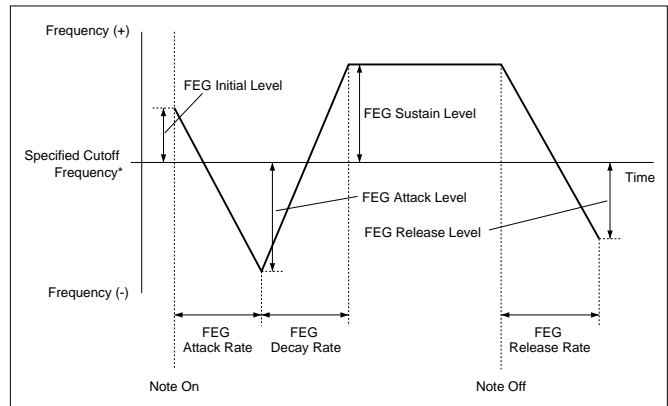 Frequency (+)
FEG Initial Level
FEG Sustain Level
Specified Cutoff
Frequency*
Time
FEG Attack Level
FEG Release Level
Frequency (-)
FEG
Attack Rate
FEG
Decay Rate
FEG
Release Rate
Note On
Note Off